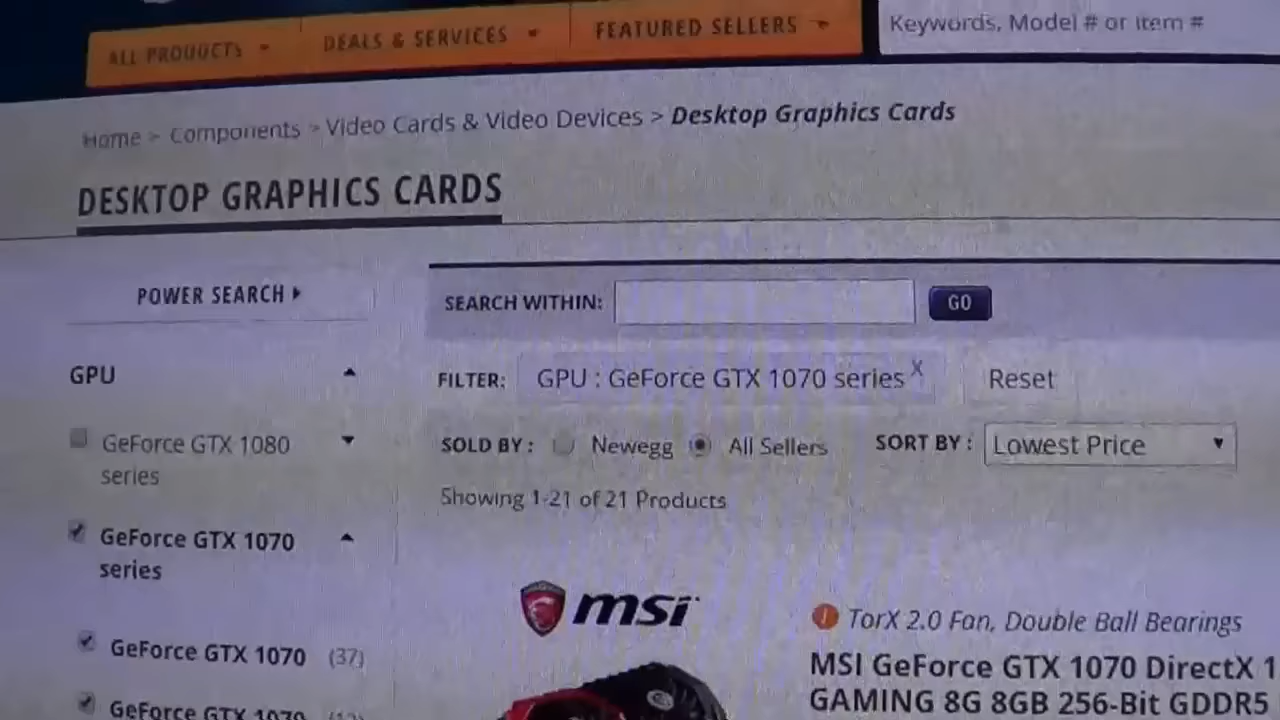 ALL PRODUCTS
DEALS & SERVICES
FEATURED SELLERS
Keywords, Model # or item #
Home > Components > Video Cards & Video Devices > Desktop Graphics Cards
DESKTOP GRAPHICS CARDS
POWER SEARCH
SEARCH WITHIN:
GO
GPU
FILTER:
GPU : GeForce GTX 1070 series X
Reset
GeForce GTX 1080
series
SOLD BY : Newegg All Sellers
SORT BY : Lowest Price
Showing 1-21 of 21 Products
GeForce GTX 1070
series
msi
TorX 2.0 Fan, Double Ball Bearings
GeForce GTX 1070 (37)
MSI GeForce GTX 1070 DirectX 1
GAMING 8G 8GB 256-Bit GDDR5
GeForce GTX 1070